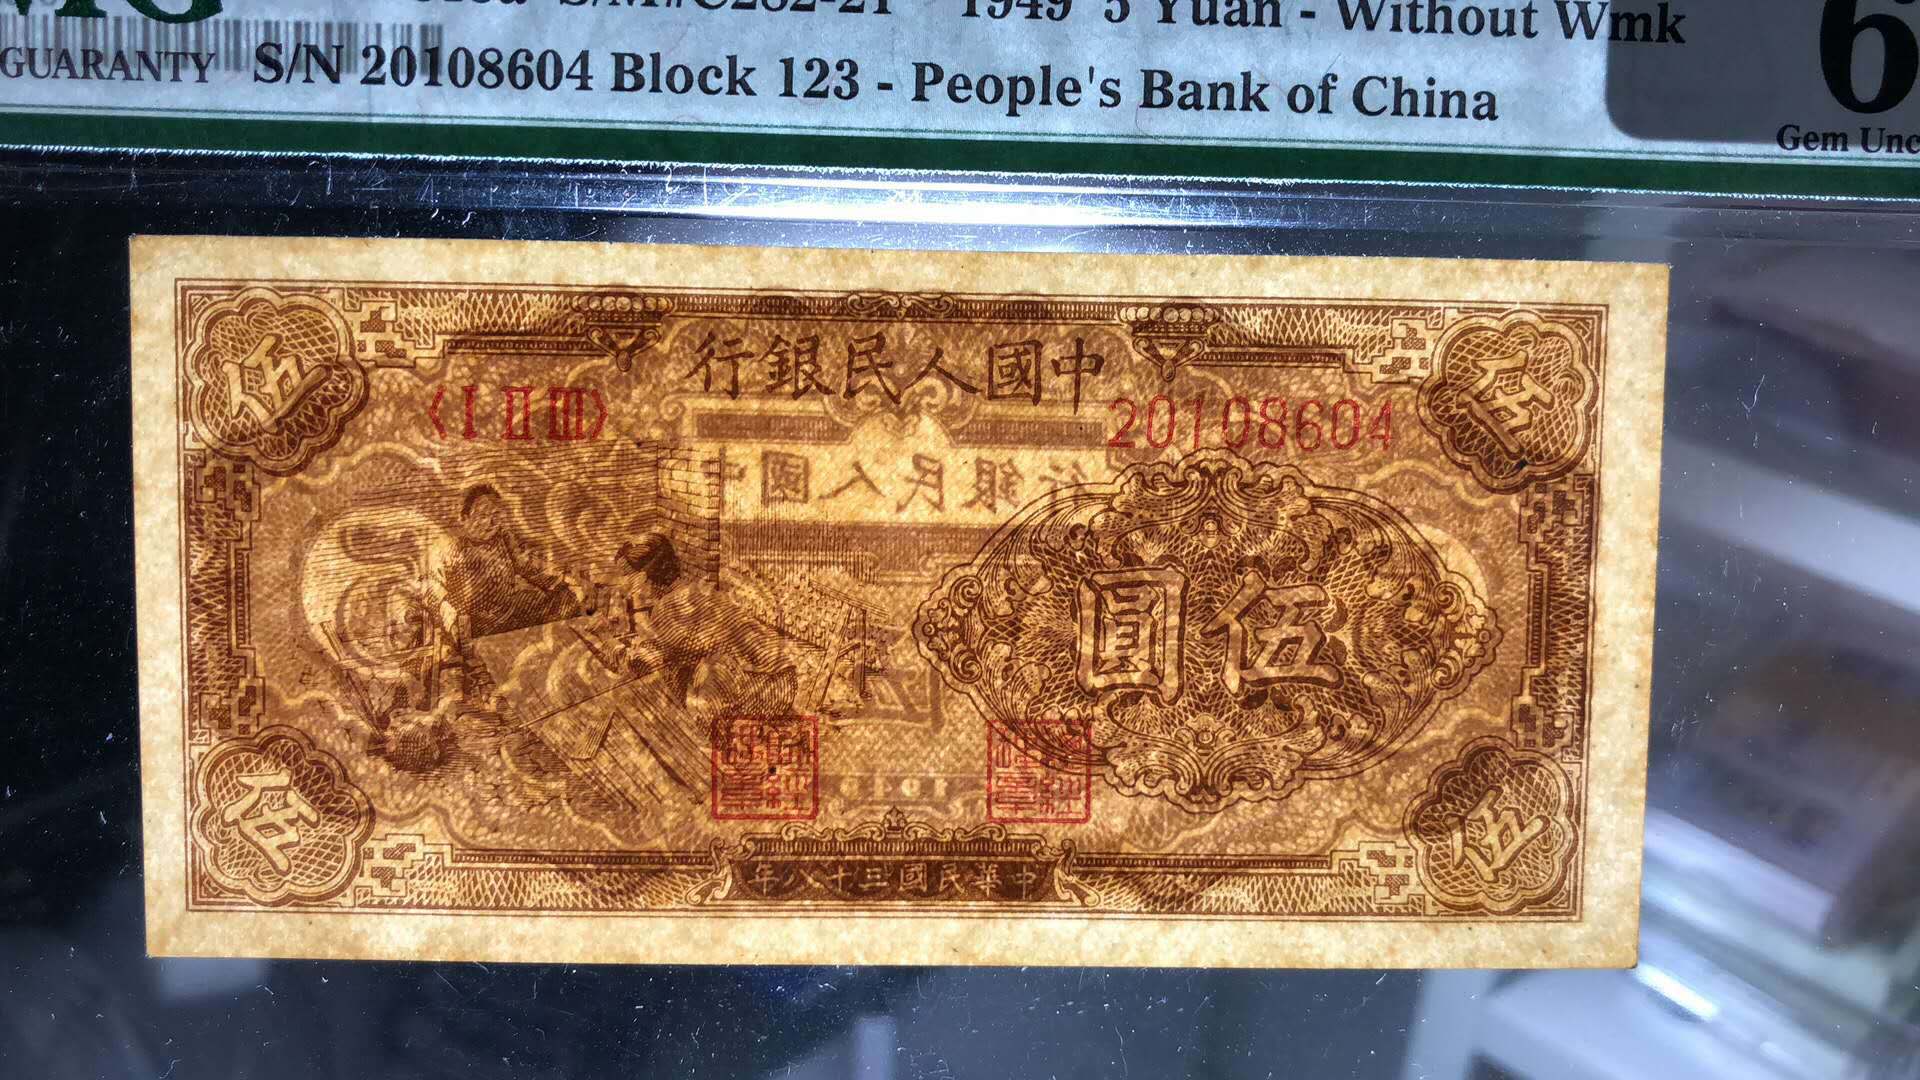 1949 5 Yuan - Without Wmk
GUARANTY S/N 20108604 Block 123 - People's Bank of China
6
Gem Unc
行銀民人國中
伍
伍
〈Ⅰ Ⅱ Ⅲ〉
20108604
行銀民人國中
圓伍
1949
伍
伍
年八十三國民華中